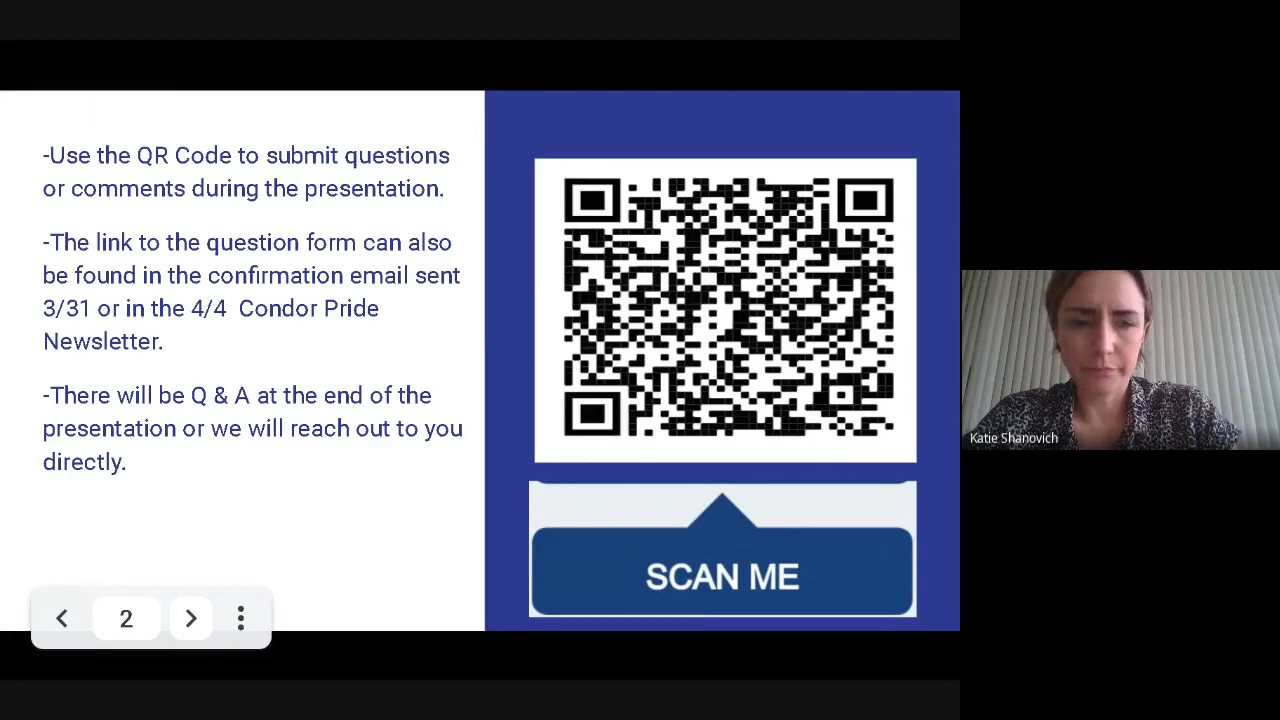 -Use the QR Code to submit questions
or comments during the presentation.
-The link to the question form can also
be found in the confirmation email sent
3/31 or in the 4/4  Condor Pride
Newsletter.
-There will be Q & A at the end of the
presentation or we will reach out to you
directly.
SCAN ME
2
Katie Shanovich